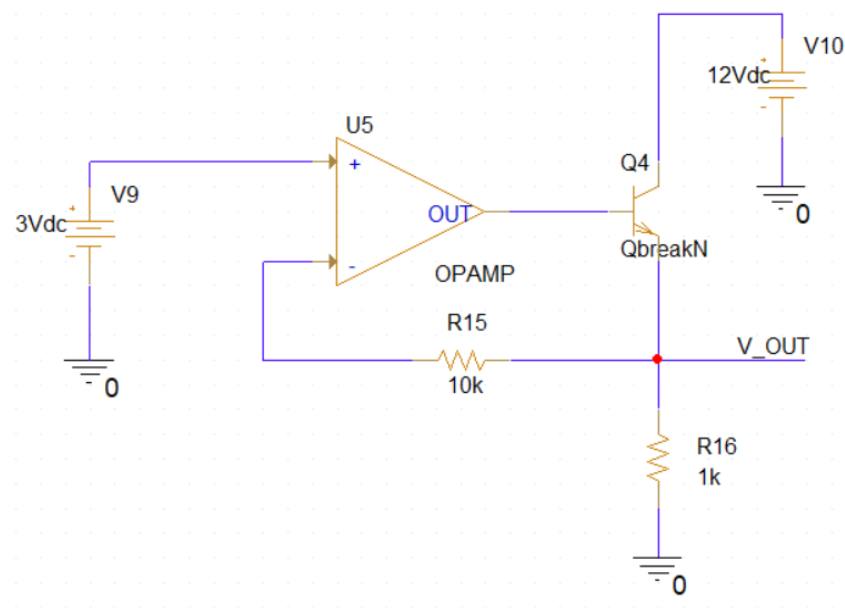 V10
12Vdc
+
-
0
U5
+
-
OUT
OPAMP
V9
3Vdc
+
-
0
Q4
QbreakN
R15
10k
V_OUT
R16
1k
0